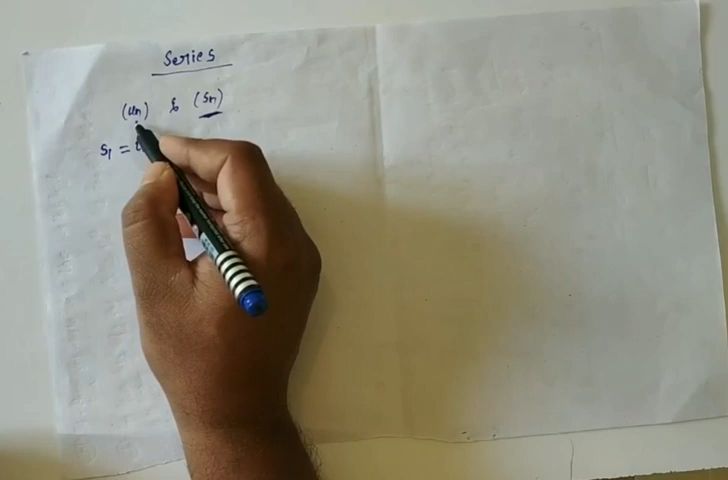 Series
(un) & (Sn)
S1 =